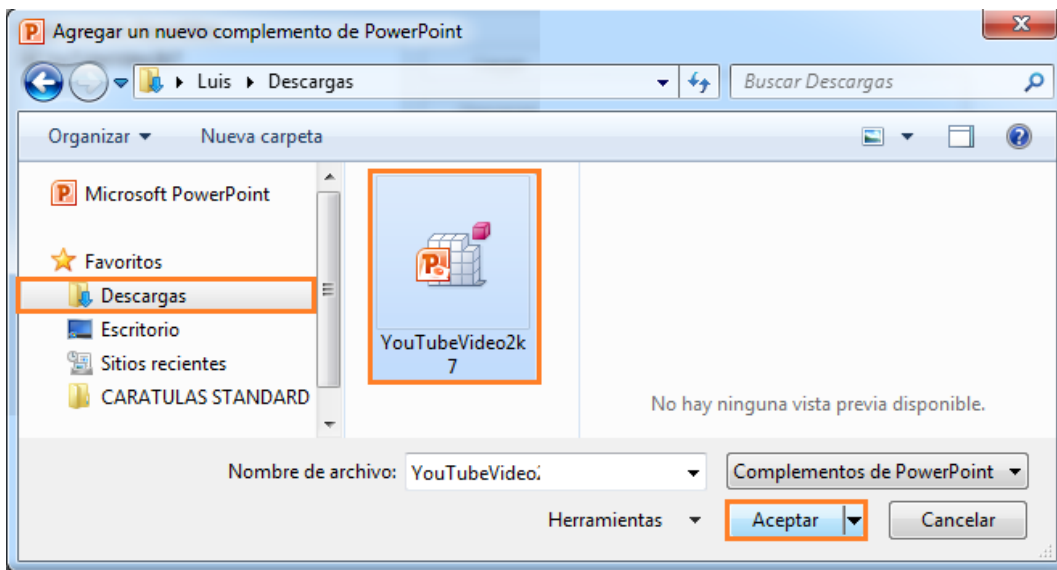 Agregar un nuevo complemento de PowerPoint
Luis Descargas
Buscar Descargas
Organizar
Nueva carpeta
Microsoft PowerPoint
Favoritos
Descargas
Escritorio
Sitios recientes
CARATULAS STANDARD
YouTubeVideo2k
7
No hay ninguna vista previa disponible.
Nombre de archivo: YouTubeVideo
Complementos de PowerPoint
Herramientas
Aceptar
Cancelar